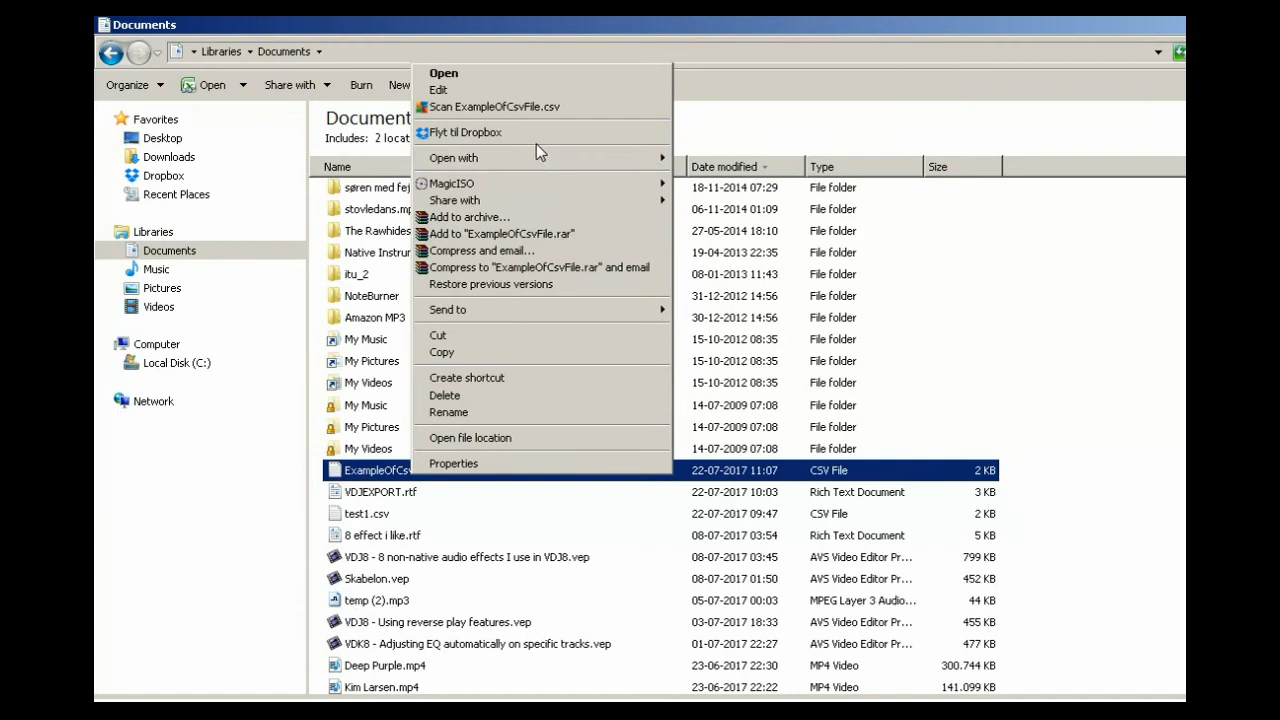 Documents
Libraries Documents
Organize Open Share with Burn New
Favorites
Desktop
Downloads
Dropbox
Recent Places
Libraries
Documents
Music
Pictures
Videos
Computer
Local Disk (C:)
Network
Includes: 2
Open
Edit
Scan ExampleOfCsvFile.csv
Flyt til Dropbox
Open with
MagicISO
Share with
Add to archive...
Add to "ExampleOfCsvFile.rar"
Compress and email...
Compress to "ExampleOfCsvFile.rar" and email
Restore previous versions
Send to
Cut
Copy
Create shortcut
Delete
Rename
Open file location
Properties
Name Date modified Type Size
søren med 18-11-2014 07:29 File folder
06-11-2014 01:09 File folder
The Rawhides 27-05-2014 18:10 File folder
Native 19-04-2013 22:35 File folder
itu_2 08-01-2013 11:43 File folder
NoteBurner 31-12-2012 14:56 File folder
Amazon MP3 30-12-2012 14:56 File folder
My Music 15-10-2012 08:35 File folder
My Pictures 15-10-2012 08:35 File folder
My Videos 15-10-2012 08:35 File folder
My Music 14-07-2009 07:08 File folder
My Pictures 14-07-2009 07:08 File folder
My Videos 14-07-2009 07:08 File folder
22-07-2017 11:07 CSV File 2 KB
VDJEXPORT.rtf 22-07-2017 10:03 Rich Text Document 3 KB
test1.csv 22-07-2017 09:47 CSV File 2 KB
8 effect i like.rtf 08-07-2017 03:54 Rich Text Document 5 KB
VDJ8 - 8 non-native audio effects I use in VDJ8.vep 08-07-2017 03:45 AVS Video Editor Pr... 799 KB
Skabelon.vep 08-07-2017 01:50 AVS Video Editor Pr... 452 KB
temp (2).mp3 05-07-2017 00:03 MPEG Layer 3 Audio... 44 KB
VDJ8 - Using reverse play features.vep 03-07-2017 18:33 AVS Video Editor Pr... 455 KB
VDK8 - Adjusting EQ automatically on specific tracks.vep 01-07-2017 22:27 AVS Video Editor Pr... 477 KB
Deep Purple.mp4 23-06-2017 22:30 MP4 Video 300.744 KB
Kim Larsen.mp4 23-06-2017 22:22 MP4 Video 141.099 KB